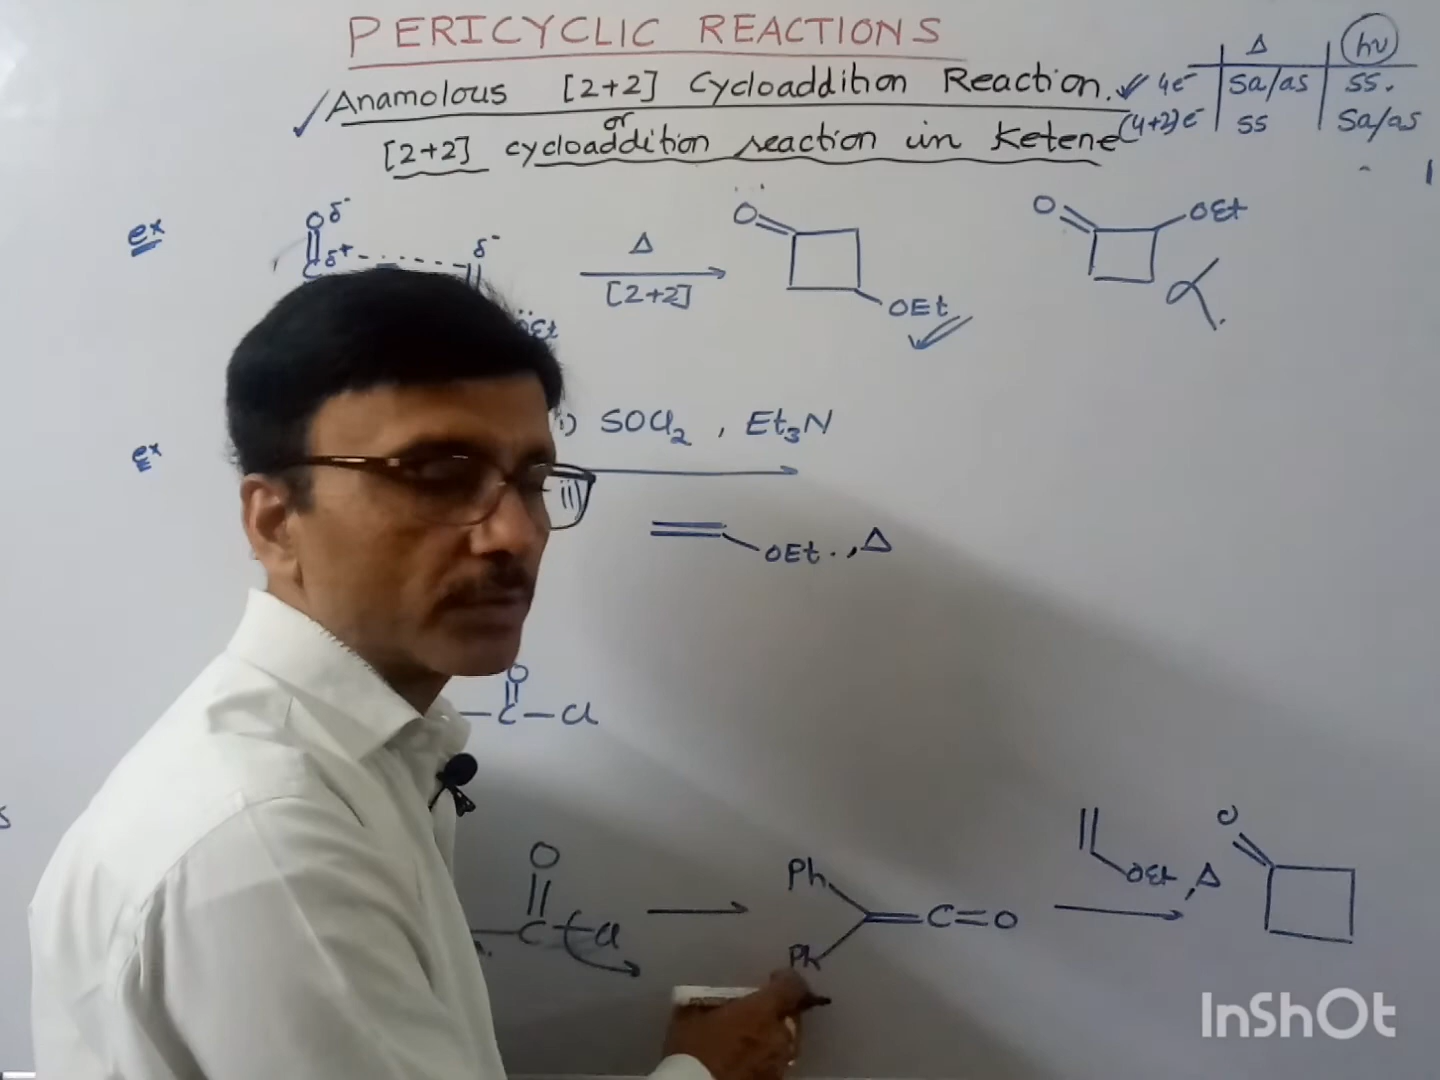 PERICYCLIC REACTIONS
Anamolous [2+2] Cycloaddition Reaction.
or
[2+2] cycloaddition reaction in Ketene
Δ hν
4e⁻ Sa/as SS.
(4+2)e⁻ SS Sa/as
ex
O δ⁻
C δ⁺ δ⁻
ÖEt
Δ
[2+2]
O
OEt
O
OEt
ex
i) SOCl₂ , Et₃N
ii)
OEt . , Δ
O
C Cl
O
C Cl
Ph
Ph
C=O
OEt , Δ
O
InShOt